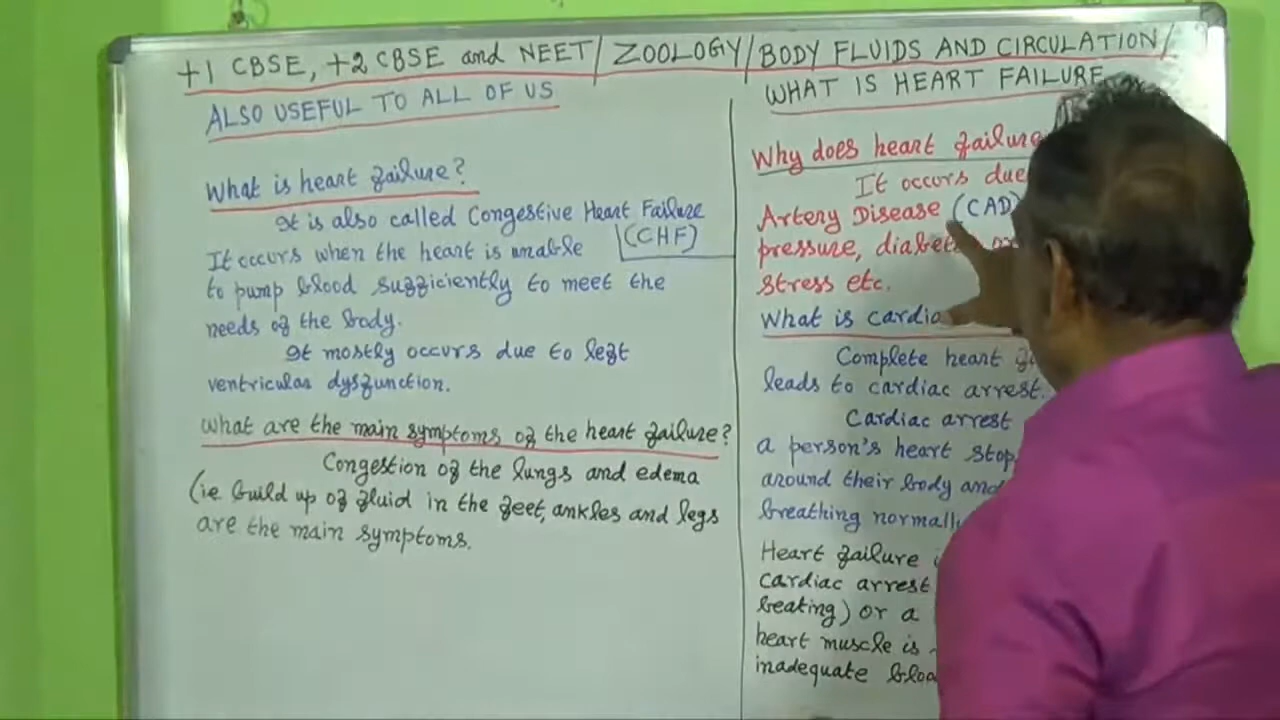 +1 CBSE, +2 CBSE and NEET/ ZOOLOGY/BODY FLUIDS AND CIRCULATION/
WHAT IS HEART FAILURE
ALSO USEFUL TO ALL OF US
What is heart failure?
It is also called Congestive Heart Failure
(CHF)
It occurs when the heart is unable
to pump blood sufficiently to meet the
needs of the body.
It mostly occurs due to left
ventricular dysfunction.
What are the main symptoms of the heart failure?
Congestion of the lungs and edema
(ie build up of fluid in the feet, ankles and legs
are the main symptoms.
Why does heart failure
It occurs due
Artery Disease (CAD)
pressure,
stress etc.
What is
Complete heart
leads to cardiac arrest.
Cardiac arrest
a person's heart
around their body and
breathing
Heart failure
cardiac arrest
beating) or a
heart muscle is
inadequate